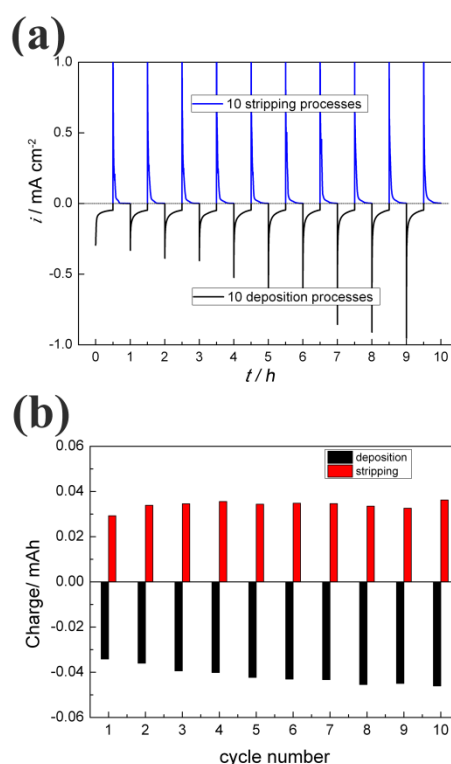 (a)
1.0
0.5
0.0
-0.5
-1.0
i / mA cm-2
10 stripping processes
10 deposition processes
0 1 2 3 4 5 6 7 8 9 10
t / h
(b)
0.06
0.04
0.02
0.00
-0.02
-0.04
-0.06
Charge/ mAh
deposition
stripping
1 2 3 4 5 6 7 8 9 10
cycle number